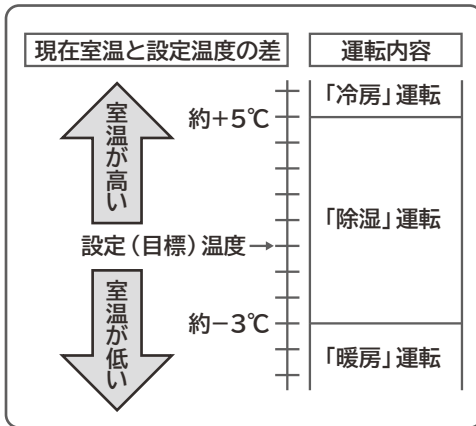 現在室温と設定温度の差
運転内容
室温が高い
約＋5℃
「冷房」運転
「除湿」運転
設定（目標）温度→
室温が低い
約－3℃
「暖房」運転